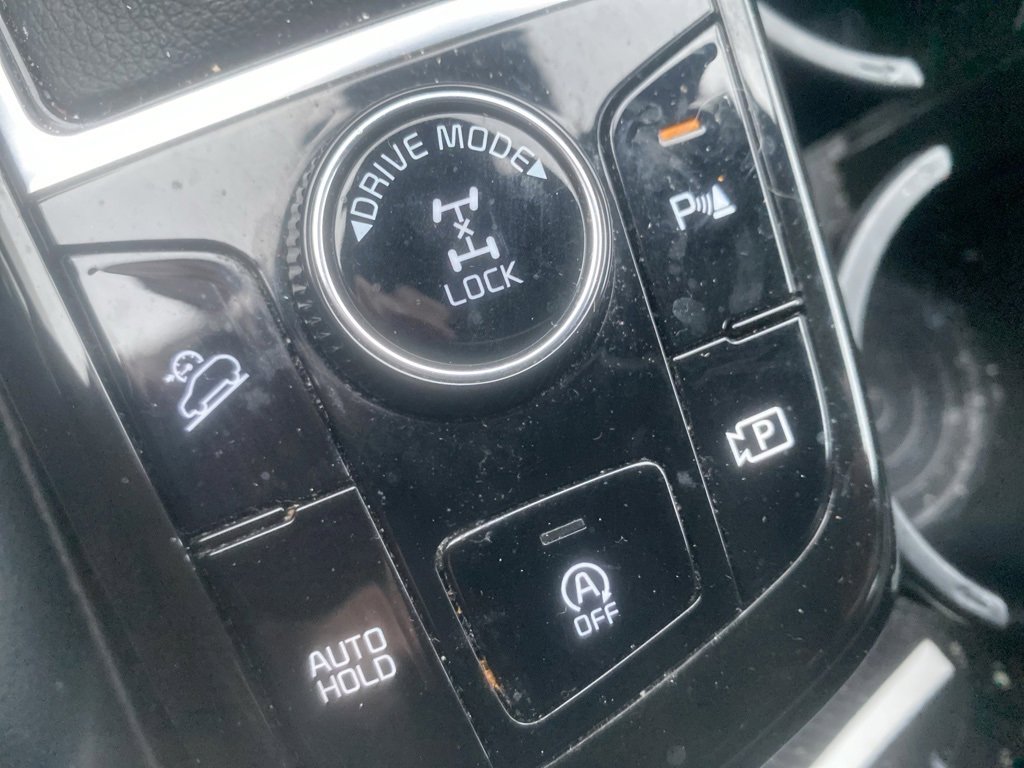 DRIVE MODE
LOCK
P
P
A
OFF
AUTO
HOLD